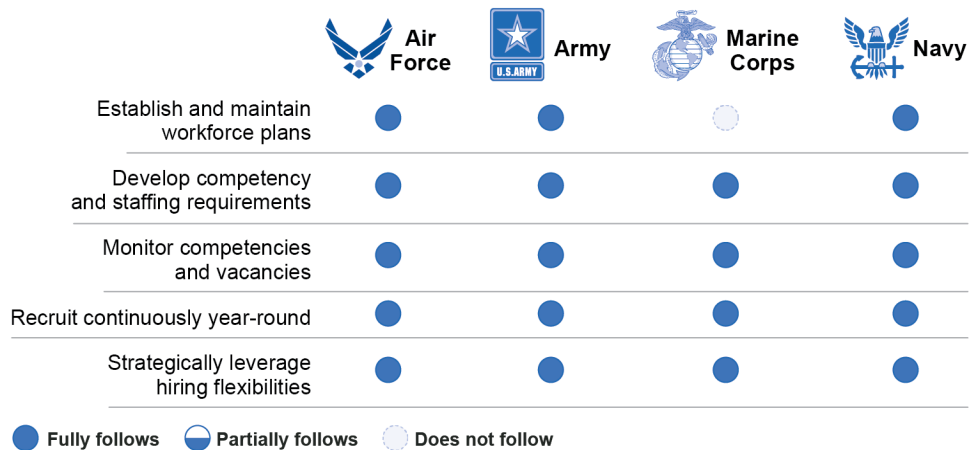 Air
Force
U.S.ARMY
Army
Marine
Corps
Navy
Establish and maintain
workforce plans
Develop competency
and staffing requirements
Monitor competencies
and vacancies
Recruit continuously year-round
Strategically leverage
hiring flexibilities
Fully follows
Partially follows
Does not follow